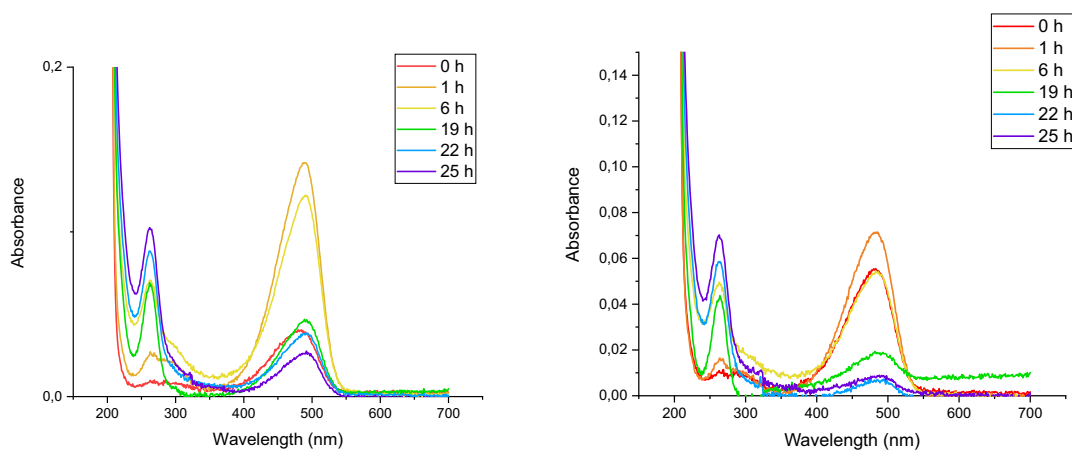 0,2
0,0
Absorbance
200 300 400 500 600 700
Wavelength (nm)
0 h
1 h
6 h
19 h
22 h
25 h
0,14
0,12
0,10
0,08
0,06
0,04
0,02
0,00
Absorbance
200 300 400 500 600 700
Wavelength (nm)
0 h
1 h
6 h
19 h
22 h
25 h